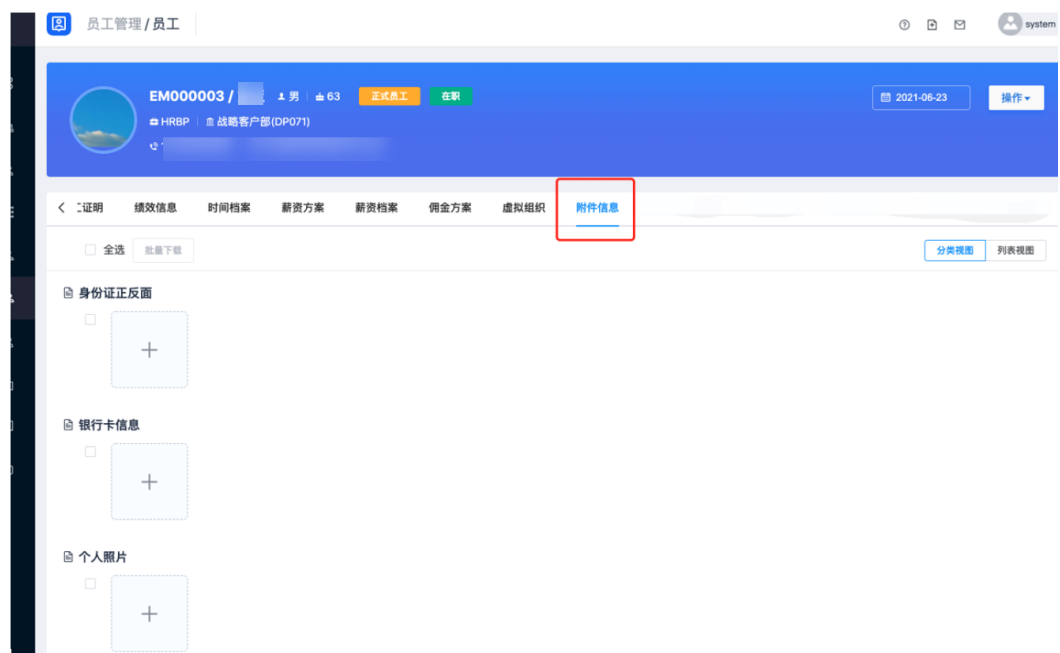 员工管理 / 员工
system
EM000003 / 男 63 正式员工 在职
2021-06-23 操作
HRBP 战略客户部(DP071)
证明 绩效信息 时间档案 薪资方案 薪资档案 佣金方案 虚拟组织 附件信息
全选 批量下载 分类视图 列表视图
身份证正反面
银行卡信息
个人照片